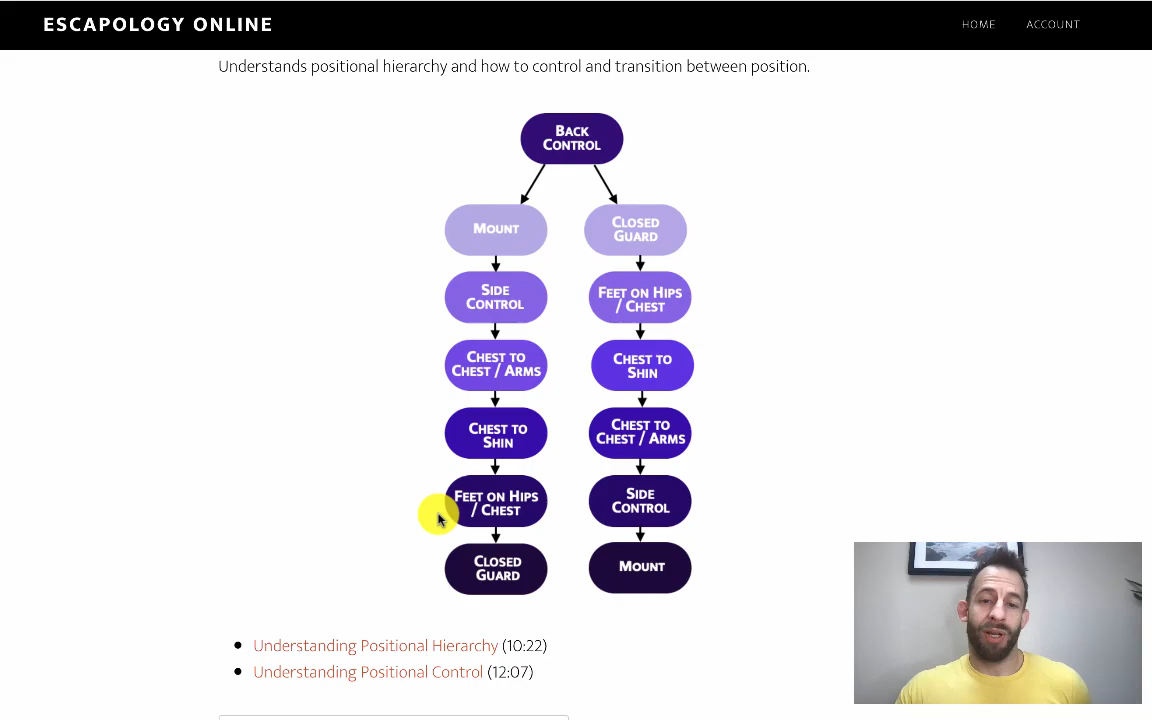 ESCAPOLOGY ONLINE
HOME
ACCOUNT
Understands positional hierarchy and how to control and transition between position.
BACK
CONTROL
MOUNT
CLOSED
GUARD
SIDE
CONTROL
FEET ON HIPS
/ CHEST
CHEST TO
CHEST / ARMS
CHEST TO
SHIN
CHEST TO
SHIN
CHEST TO
CHEST / ARMS
FEET ON HIPS
/ CHEST
SIDE
CONTROL
CLOSED
GUARD
MOUNT
Understanding Positional Hierarchy (10:22)
Understanding Positional Control (12:07)